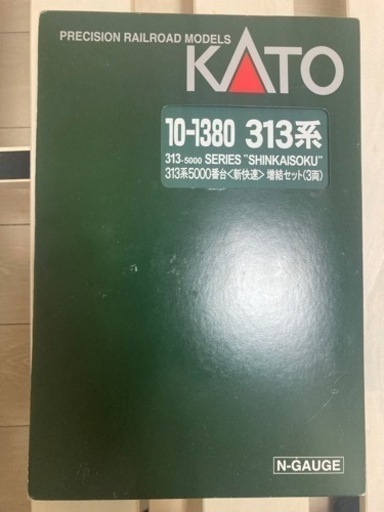 PRECISION RAILROAD MODELS
KATO
10-1380 313系
313-5000 SERIES "SHINKAISOKU"
313系5000番台<新快速> 増結セット(3両)
N-GAUGE